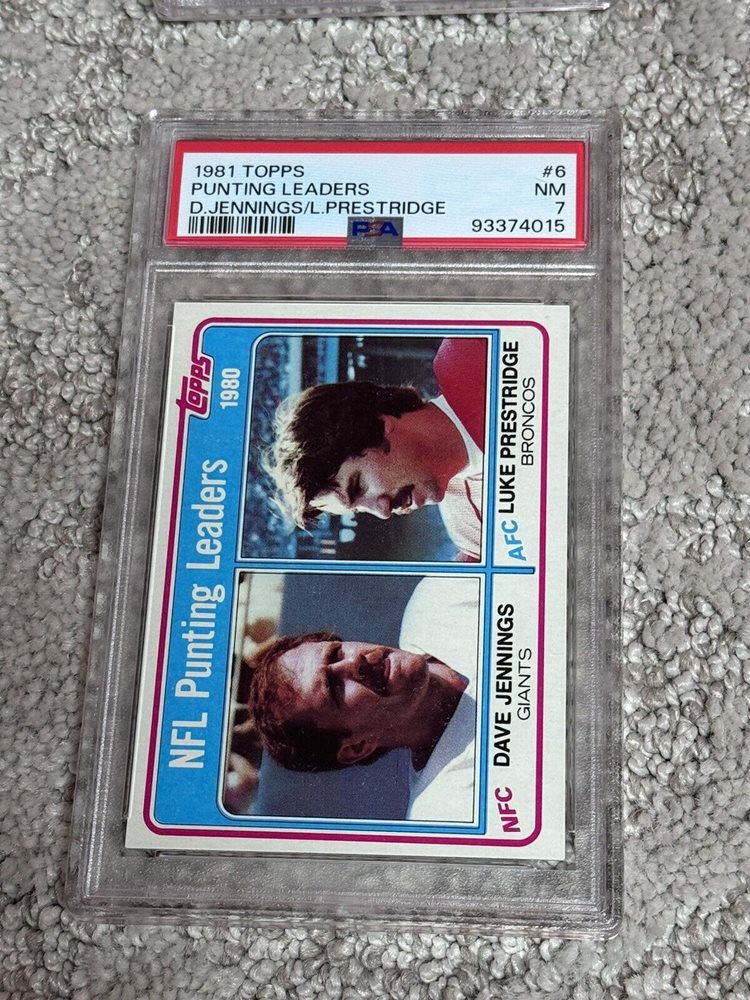 1981 TOPPS #6
PUNTING LEADERS NM
D.JENNINGS/L.PRESTRIDGE 7
PSA 93374015
TOPPS
NFL Punting Leaders 1980
NFC DAVE JENNINGS
GIANTS
AFC LUKE PRESTRIDGE
BRONCOS